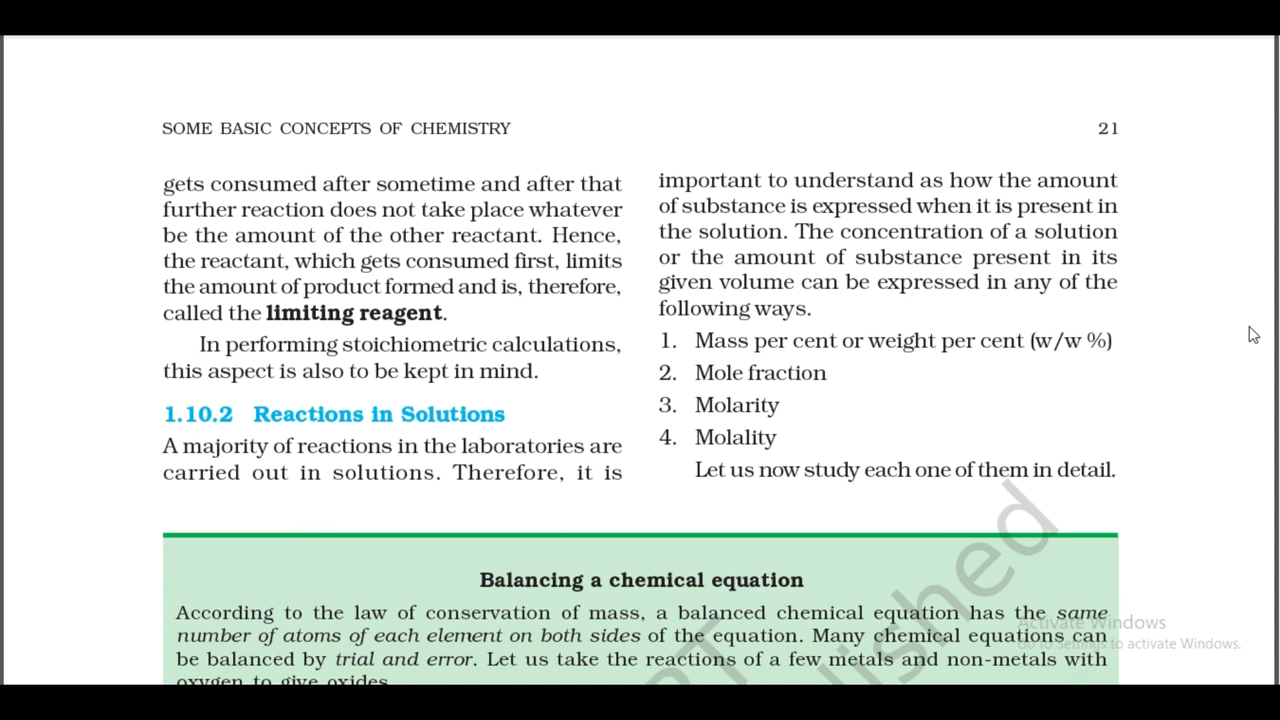 SOME BASIC CONCEPTS OF CHEMISTRY
21
gets consumed after sometime and after that
further reaction does not take place whatever
be the amount of the other reactant. Hence,
the reactant, which gets consumed first, limits
the amount of product formed and is, therefore,
called the limiting reagent.
In performing stoichiometric calculations,
this aspect is also to be kept in mind.
1.10.2 Reactions in Solutions
A majority of reactions in the laboratories are
carried out in solutions. Therefore, it is
important to understand as how the amount
of substance is expressed when it is present in
the solution. The concentration of a solution
or the amount of substance present in its
given volume can be expressed in any of the
following ways.
1. Mass per cent or weight per cent (w/w %)
2. Mole fraction
3. Molarity
4. Molality
Let us now study each one of them in detail.
Balancing a chemical equation
According to the law of conservation of mass, a balanced chemical equation has the same
number of atoms of each element on both sides of the equation. Many chemical equations can
be balanced by trial and error. Let us take the reactions of a few metals and non-metals with
oxygen to give oxides
Activate Windows
Go to Settings to activate Windows.